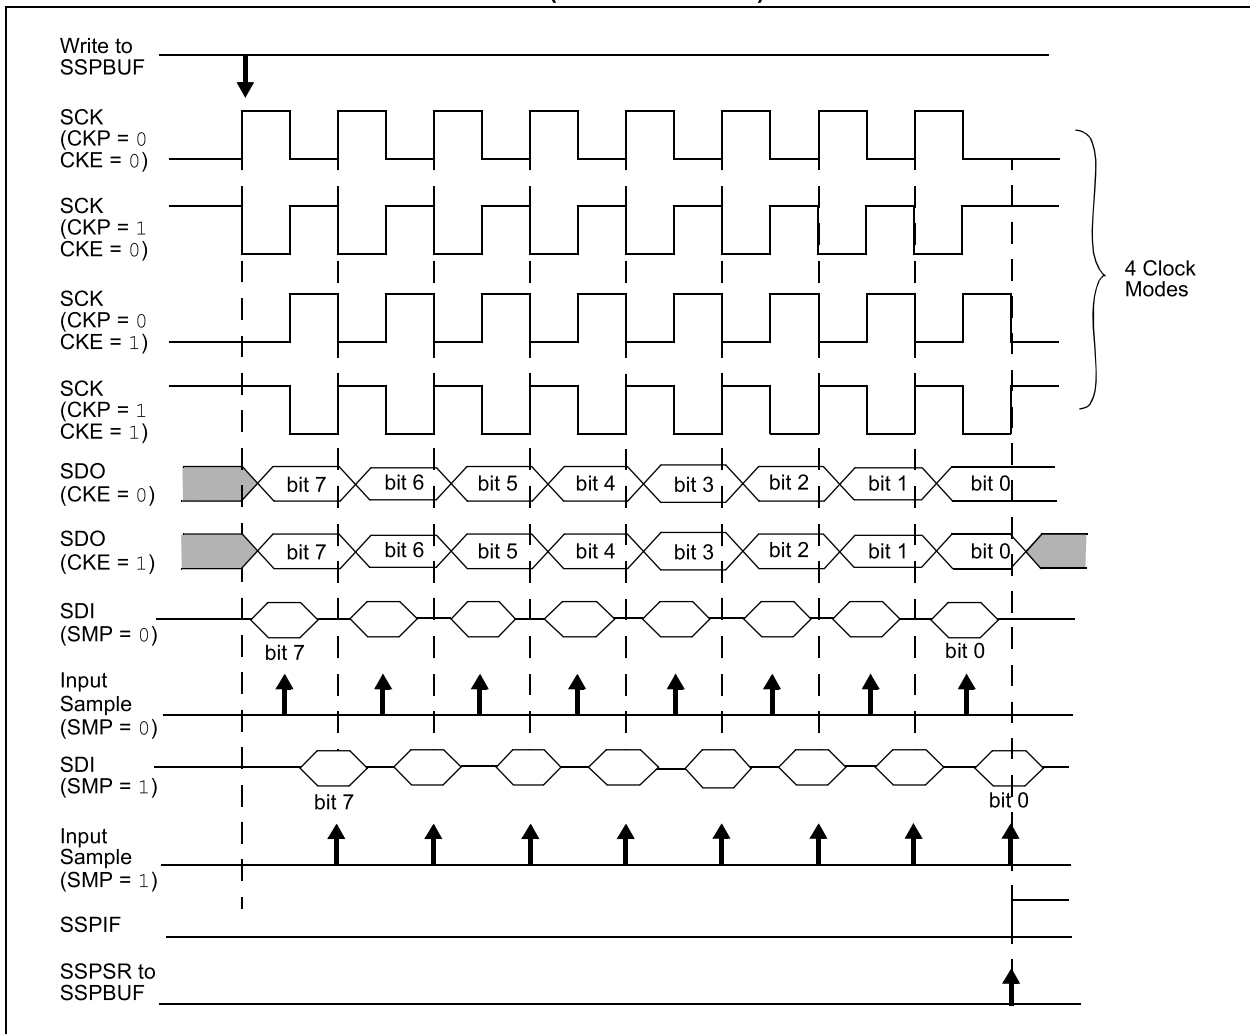 Write to
SSPBUF
SCK
(CKP = 0
CKE = 0)
SCK
(CKP = 1
CKE = 0)
SCK
(CKP = 0
CKE = 1)
SCK
(CKP = 1
CKE = 1)
4 Clock
Modes
SDO
(CKE = 0)
bit 7 bit 6 bit 5 bit 4 bit 3 bit 2 bit 1 bit 0
SDO
(CKE = 1)
bit 7 bit 6 bit 5 bit 4 bit 3 bit 2 bit 1 bit 0
SDI
(SMP = 0)
bit 7 bit 0
Input
Sample
(SMP = 0)
SDI
(SMP = 1)
bit 7 bit 0
Input
Sample
(SMP = 1)
SSPIF
SSPSR to
SSPBUF